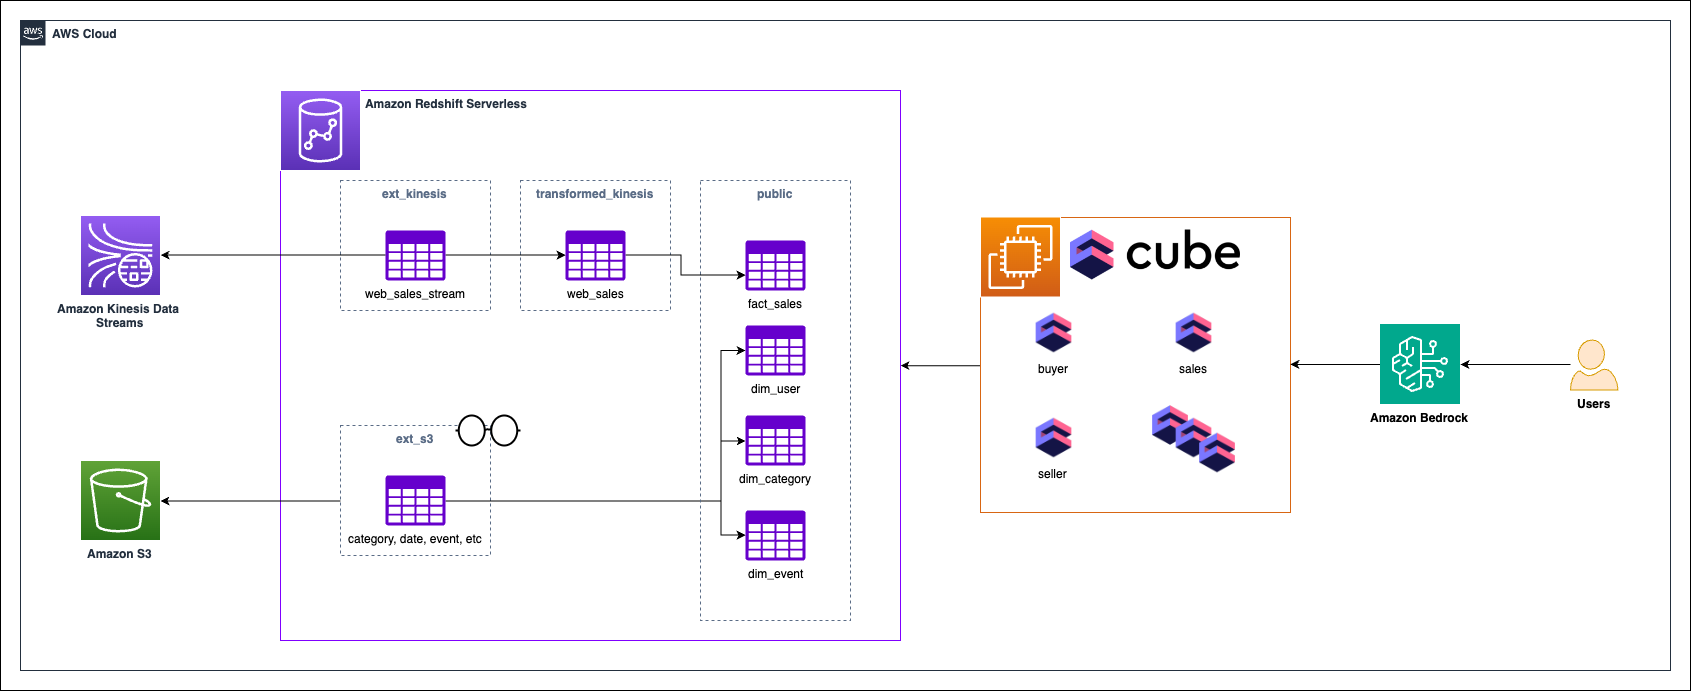 aws
AWS Cloud
Amazon Redshift Serverless
ext_kinesis
transformed_kinesis
public
web_sales_stream
web_sales
fact_sales
Amazon Kinesis Data
Streams
dim_user
ext_s3
dim_category
category, date, event, etc
dim_event
Amazon S3
cube
buyer
sales
seller
Amazon Bedrock
Users